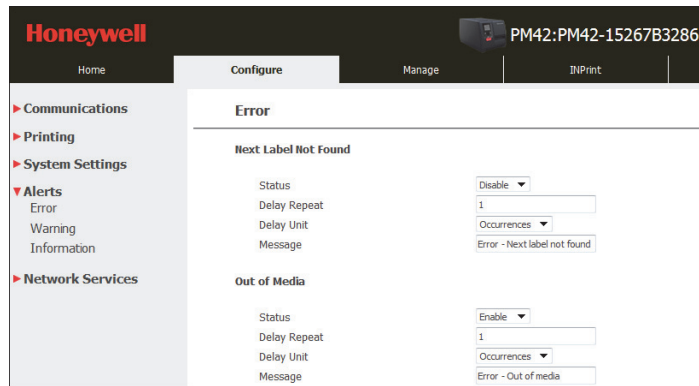 Honeywell
PM42:PM42-15267B3286
Home Configure Manage INPrint
Communications
Printing
System Settings
Alerts
Error
Warning
Information
Network Services
Error
Next Label Not Found
Status Disable
Delay Repeat 1
Delay Unit Occurrences
Message Error - Next label not found
Out of Media
Status Enable
Delay Repeat 1
Delay Unit Occurrences
Message Error - Out of media